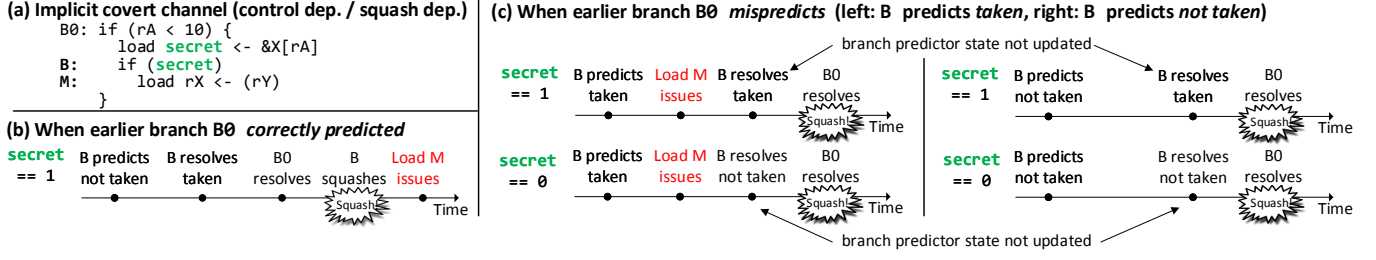 (a) Implicit covert channel (control dep. / squash dep.)
B0: if (rA < 10) {
load secret <- &X[rA]
B: if (secret)
M: load rX <- (rY)
}
(b) When earlier branch B0 correctly predicted
secret == 1
B predicts not taken
B resolves taken
B0 resolves
B squashes
Load M issues
Squash!
Time
(c) When earlier branch B0 mispredicts (left: B predicts taken, right: B predicts not taken)
branch predictor state not updated
secret == 1
B predicts taken
Load M issues
B resolves taken
B0 resolves
Squash!
Time
secret == 0
B predicts taken
Load M issues
B resolves not taken
B0 resolves
Squash!
Time
secret == 1
B predicts not taken
B resolves taken
B0 resolves
Squash!
Time
secret == 0
B predicts not taken
B resolves not taken
B0 resolves
Squash!
Time
branch predictor state not updated